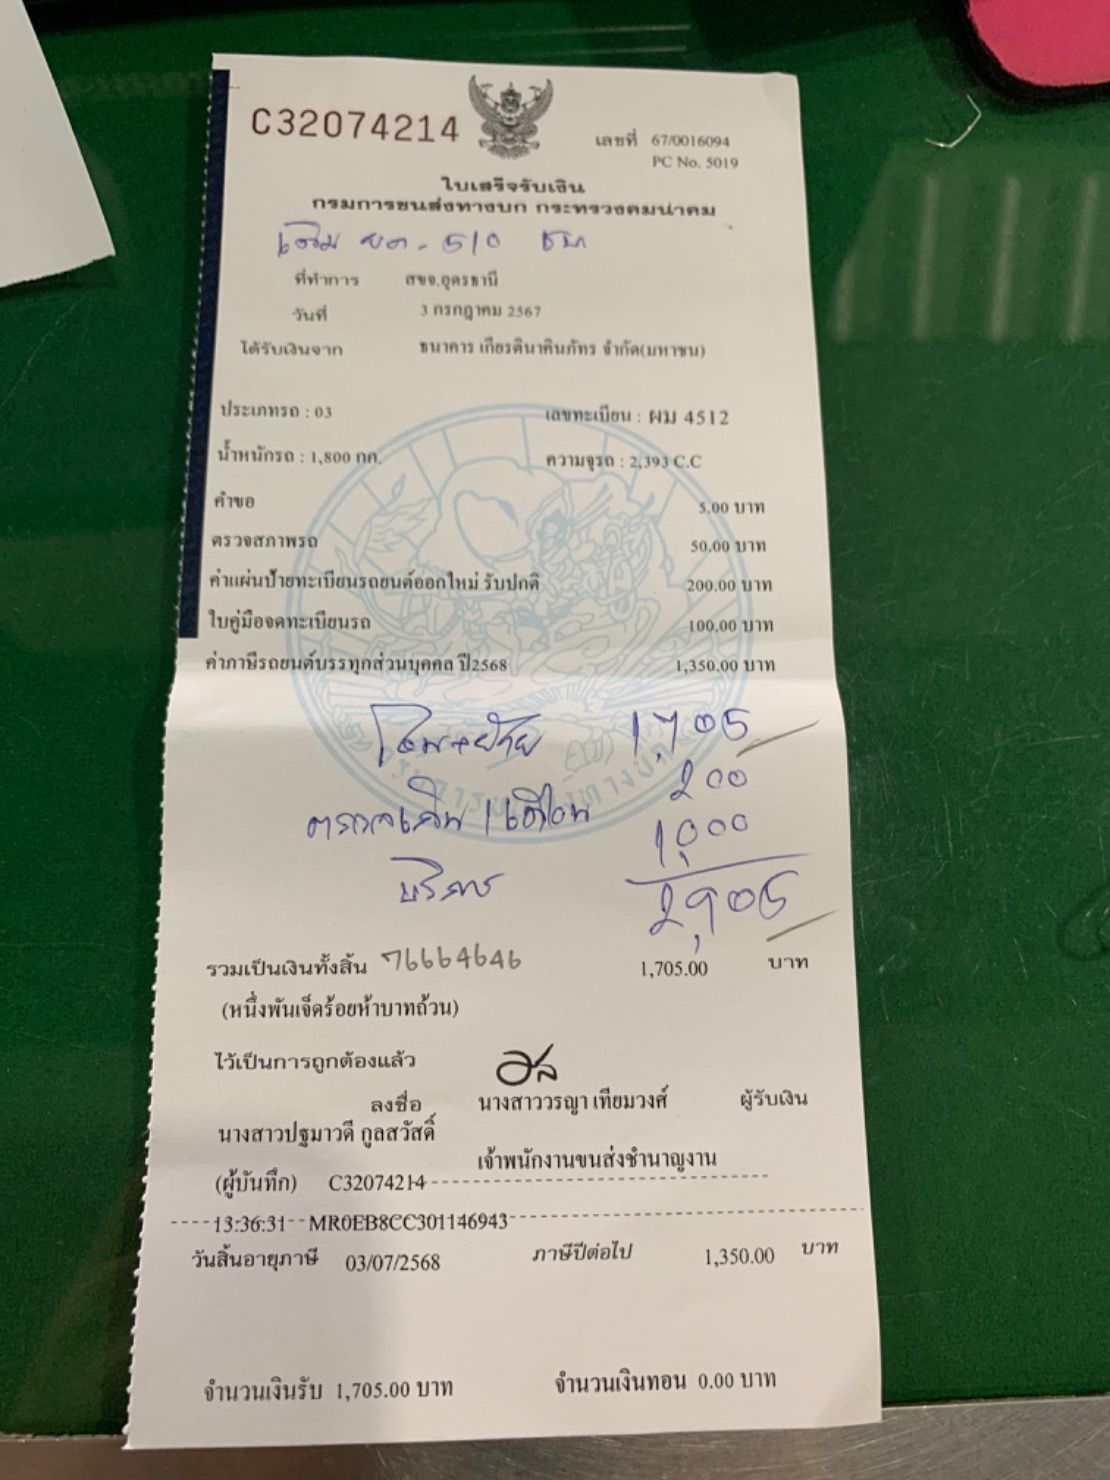 C32074214
เลขที่ 67/0016094
PC No. 5019
ใบเสร็จรับเงิน
กรมการขนส่งทางบก กระทรวงคมนาคม
เดิม ยต - 510 ชบ
ที่ทำการ สขจ.อุดรธานี
วันที่ 3 กรกฎาคม 2567
ได้รับเงินจาก ธนาคาร เกียรตินาคินภัทร จำกัด(มหาชน)
ประเภทรถ : 03 เลขทะเบียน : ผม 4512
น้ำหนักรถ : 1,800 กก. ความจุรถ : 2,393 C.C
คำขอ 5.00 บาท
ตรวจสภาพรถ 50.00 บาท
ค่าแผ่นป้ายทะเบียนรถยนต์ออกใหม่ รับปกติ 200.00 บาท
ใบคู่มือจดทะเบียนรถ 100.00 บาท
ค่าภาษีรถยนต์บรรทุกส่วนบุคคล ปี2568 1,350.00 บาท
1,705
200
1,000
บริการ 2,905
รวมเป็นเงินทั้งสิ้น 76664646 1,705.00 บาท
(หนึ่งพันเจ็ดร้อยห้าบาทถ้วน)
ไว้เป็นการถูกต้องแล้ว
ลงชื่อ นางสาววรญา เทียมวงศ์ ผู้รับเงิน
นางสาวปฐมาวดี กูลสวัสดิ์
เจ้าพนักงานขนส่งชำนาญงาน
(ผู้บันทึก) C32074214
13:36:31 MR0EB8CC301146943
วันสิ้นอายุภาษี 03/07/2568 ภาษีปีต่อไป 1,350.00 บาท
จำนวนเงินรับ 1,705.00 บาท จำนวนเงินทอน 0.00 บาท